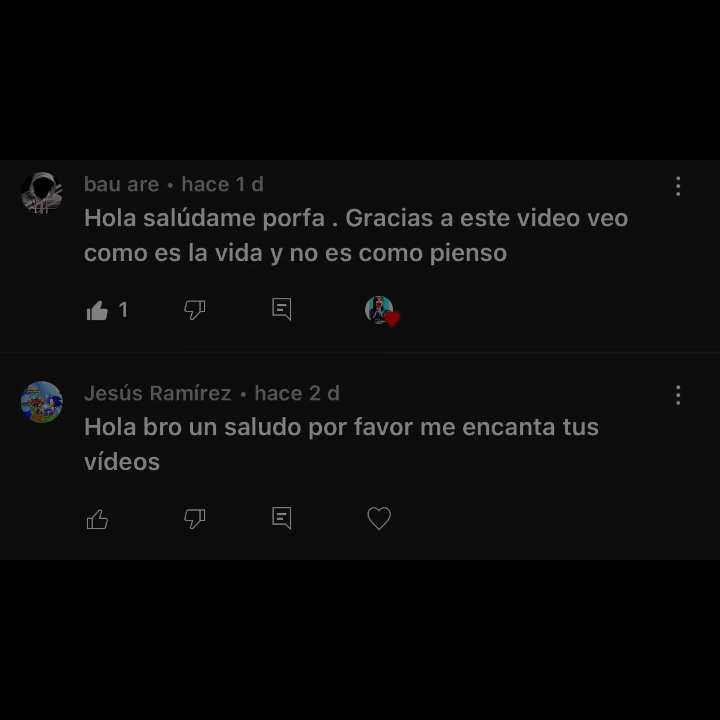 bau are • hace 1 d
Hola salúdame porfa . Gracias a este video veo
como es la vida y no es como pienso
1
Jesús Ramírez • hace 2 d
Hola bro un saludo por favor me encanta tus
vídeos